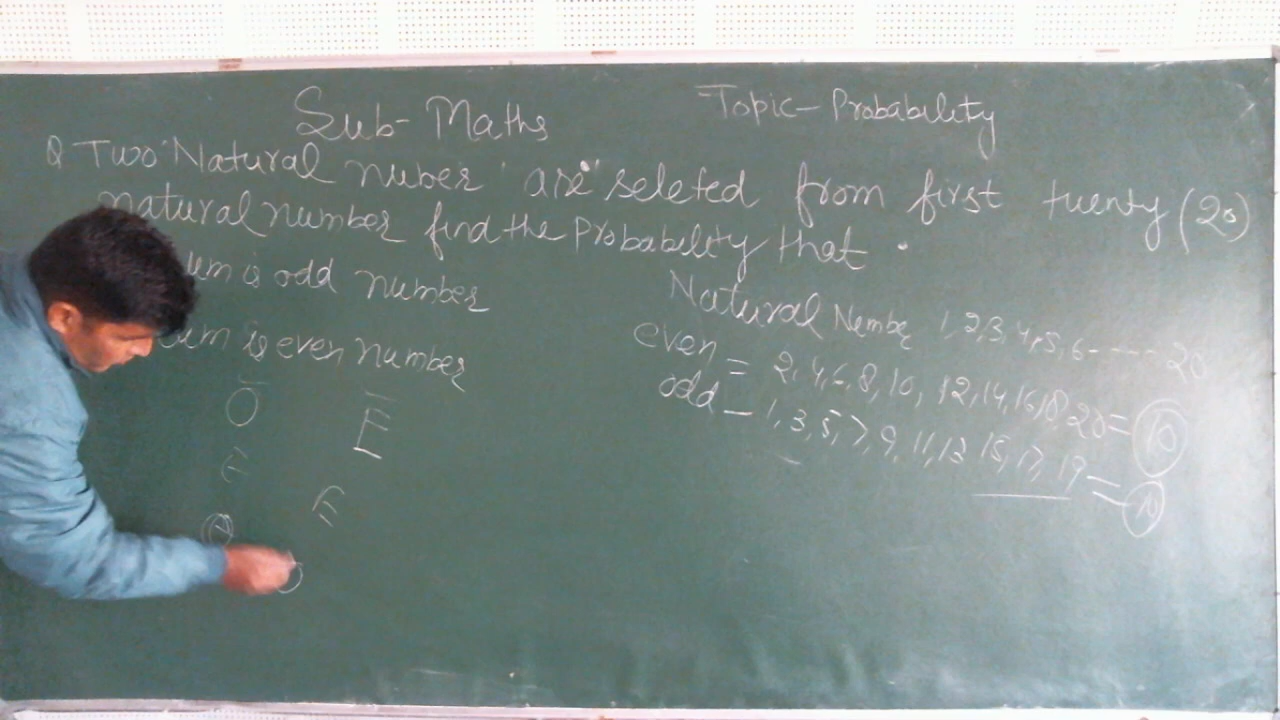 Sub- Maths
Topic- Probability
Q Two Natural nuber are seleted from first twenty (20)
natural number find the Probability that .
um is odd number
um is even number
Natural Nembe 1,2,3,4,5,6----- 20
even = 2,4,6,8,10, 12,14,16,18,20 = 10
odd - 1,3,5,7,9,11,13 15,17,19 = 10
O E
E E
O O